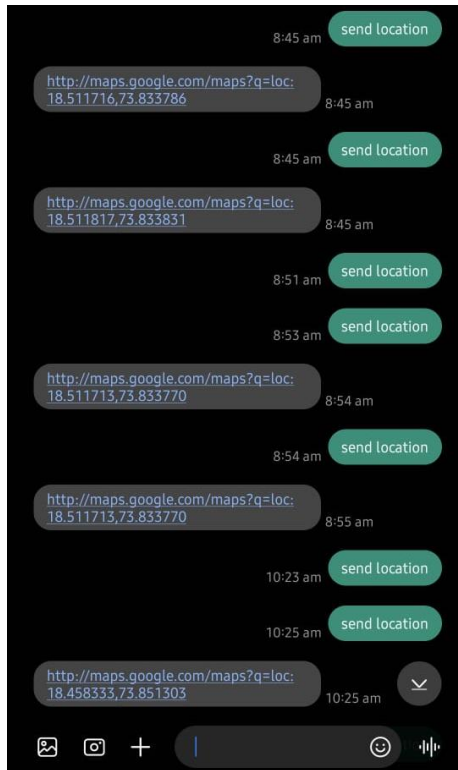 send location
8:45 am
http://maps.google.com/maps?q=loc:
18.511716,73.833786
8:45 am
send location
8:45 am
http://maps.google.com/maps?q=loc:
18.511817,73.833831
8:45 am
send location
8:51 am
send location
8:53 am
http://maps.google.com/maps?q=loc:
18.511713,73.833770
8:54 am
send location
8:54 am
http://maps.google.com/maps?q=loc:
18.511713,73.833770
8:55 am
send location
10:23 am
send location
10:25 am
http://maps.google.com/maps?q=loc:
18.458333,73.851303
10:25 am